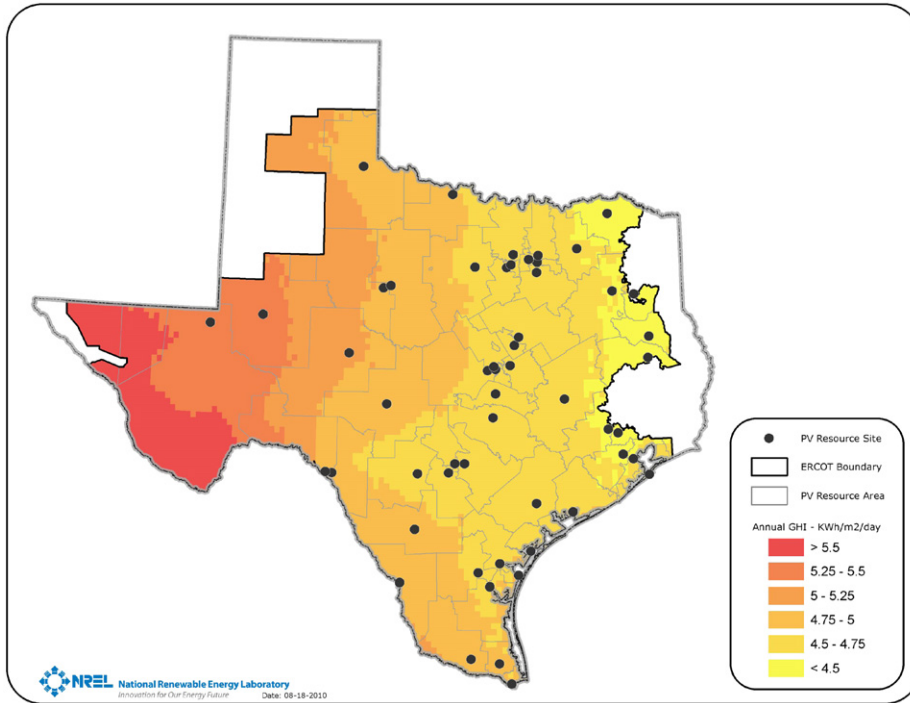 PV Resource Site
ERCOT Boundary
PV Resource Area
Annual GHI - KWh/m2/day
> 5.5
5.25 - 5.5
5 - 5.25
4.75 - 5
4.5 - 4.75
< 4.5
NREL National Renewable Energy Laboratory
Innovation for Our Energy Future Date: 08-18-2010